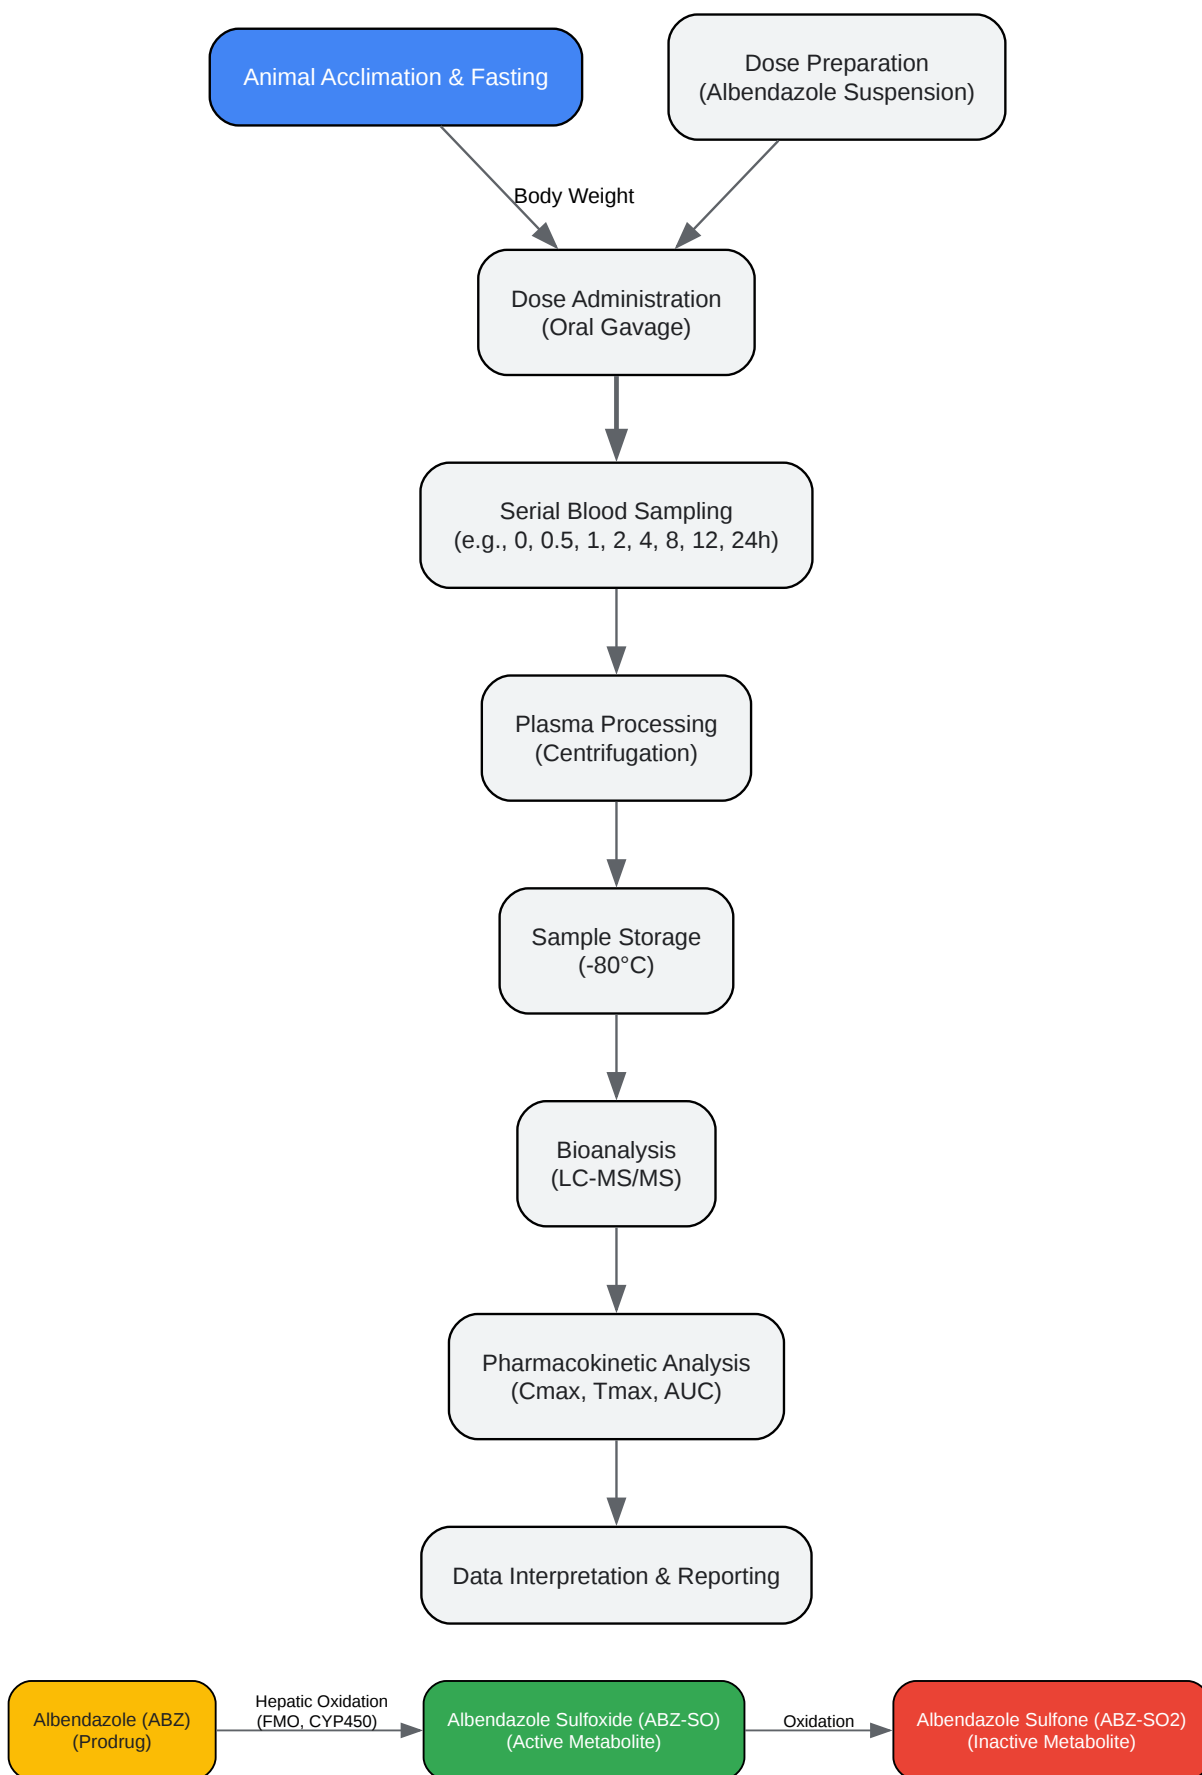 Animal Acclimation & Fasting
Dose Preparation
(Albendazole Suspension)
Body Weight
Dose Administration
(Oral Gavage)
Serial Blood Sampling
(e.g., 0, 0.5, 1, 2, 4, 8, 12, 24h)
Plasma Processing
(Centrifugation)
Sample Storage
(-80°C)
Bioanalysis
(LC-MS/MS)
Pharmacokinetic Analysis
(Cmax, Tmax, AUC)
Data Interpretation & Reporting
Albendazole (ABZ)
(Prodrug)
Hepatic Oxidation
(FMO, CYP450)
Albendazole Sulfoxide (ABZ-SO)
(Active Metabolite)
Oxidation
Albendazole Sulfone (ABZ-SO2)
(Inactive Metabolite)